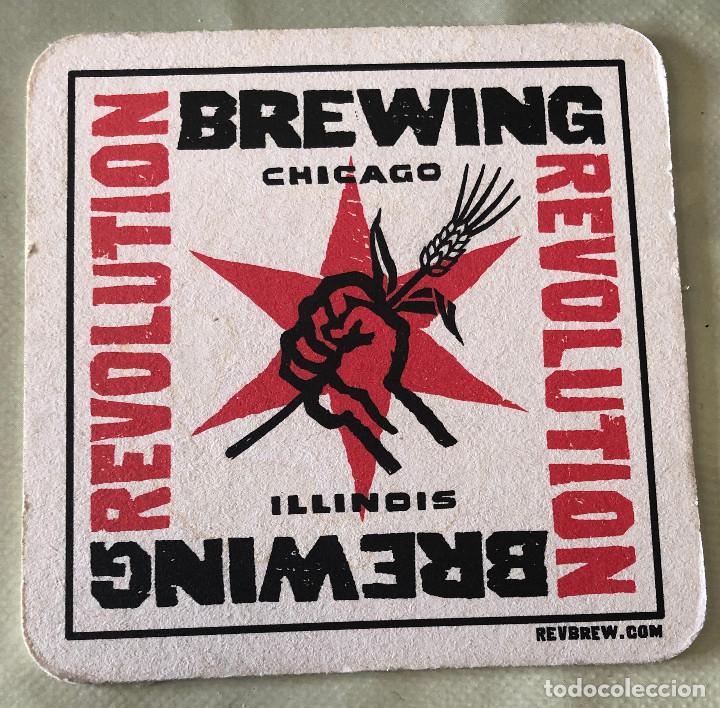 REVOLUTION
BREWING
CHICAGO
REVOLUTION
ILLINOIS
BREWING
REVBREW.COM
todocoleccion